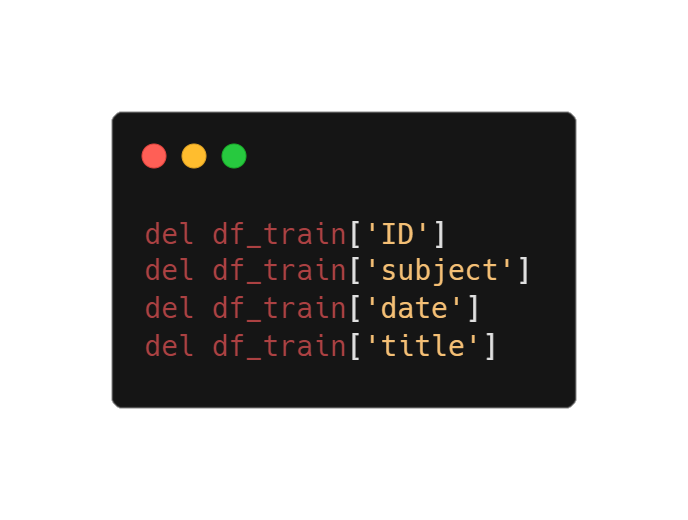 del df_train['ID']
del df_train['subject']
del df_train['date']
del df_train['title']